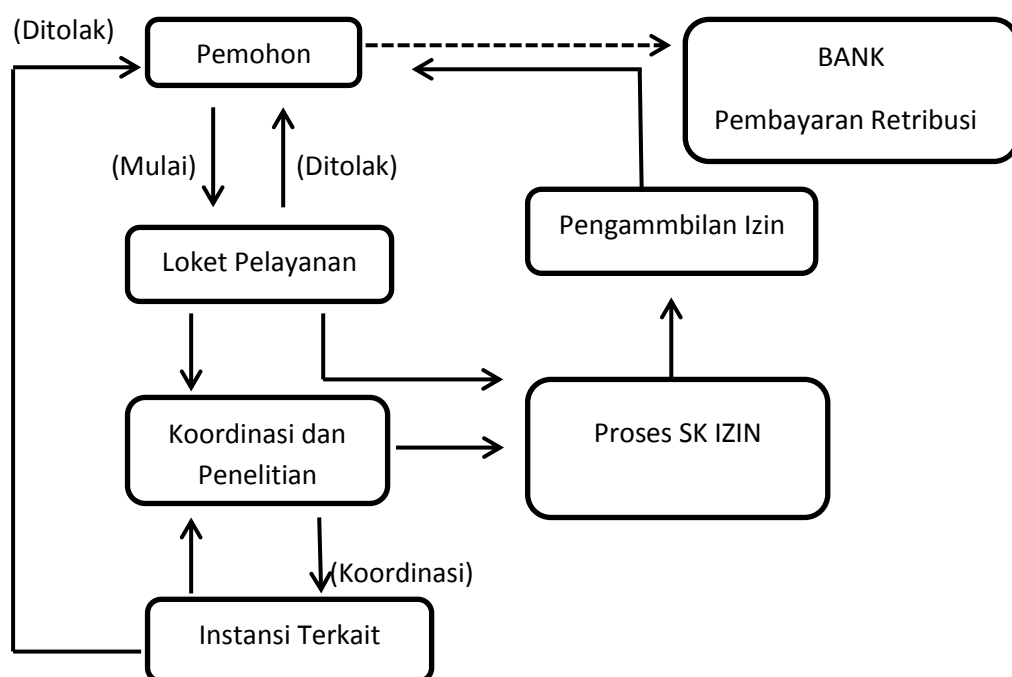 (Ditolak)
Pemohon
BANK
Pembayaran Retribusi
(Mulai)
(Ditolak)
Pengammbilan Izin
Loket Pelayanan
Koordinasi dan
Penelitian
Proses SK IZIN
(Koordinasi)
Instansi Terkait